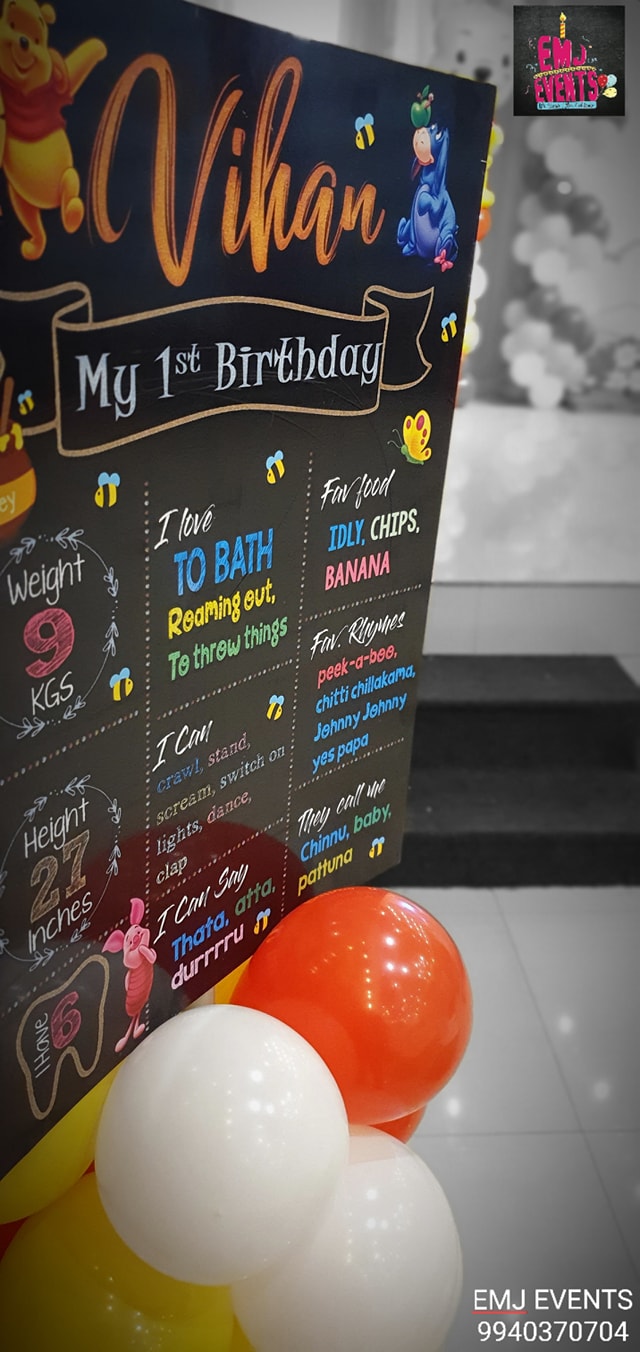 EMJ
EVENTS
Vihan
My 1st Birthday
Weight
9
KGS
Height
27
Inches
I HAVE
6
I love
TO BATH
Roaming out,
To throw things
I Can
crawl, stand,
scream, switch on
lights, dance,
clap
I Can Say
Thata, atta,
durrrru
Fav food
IDLY, CHIPS,
BANANA
Fav. Rhymes
peek-a-boo,
chitti chillakama,
Johnny Johnny
yes papa
They call me
Chinnu, baby,
pattuna
EMJ EVENTS
9940370704